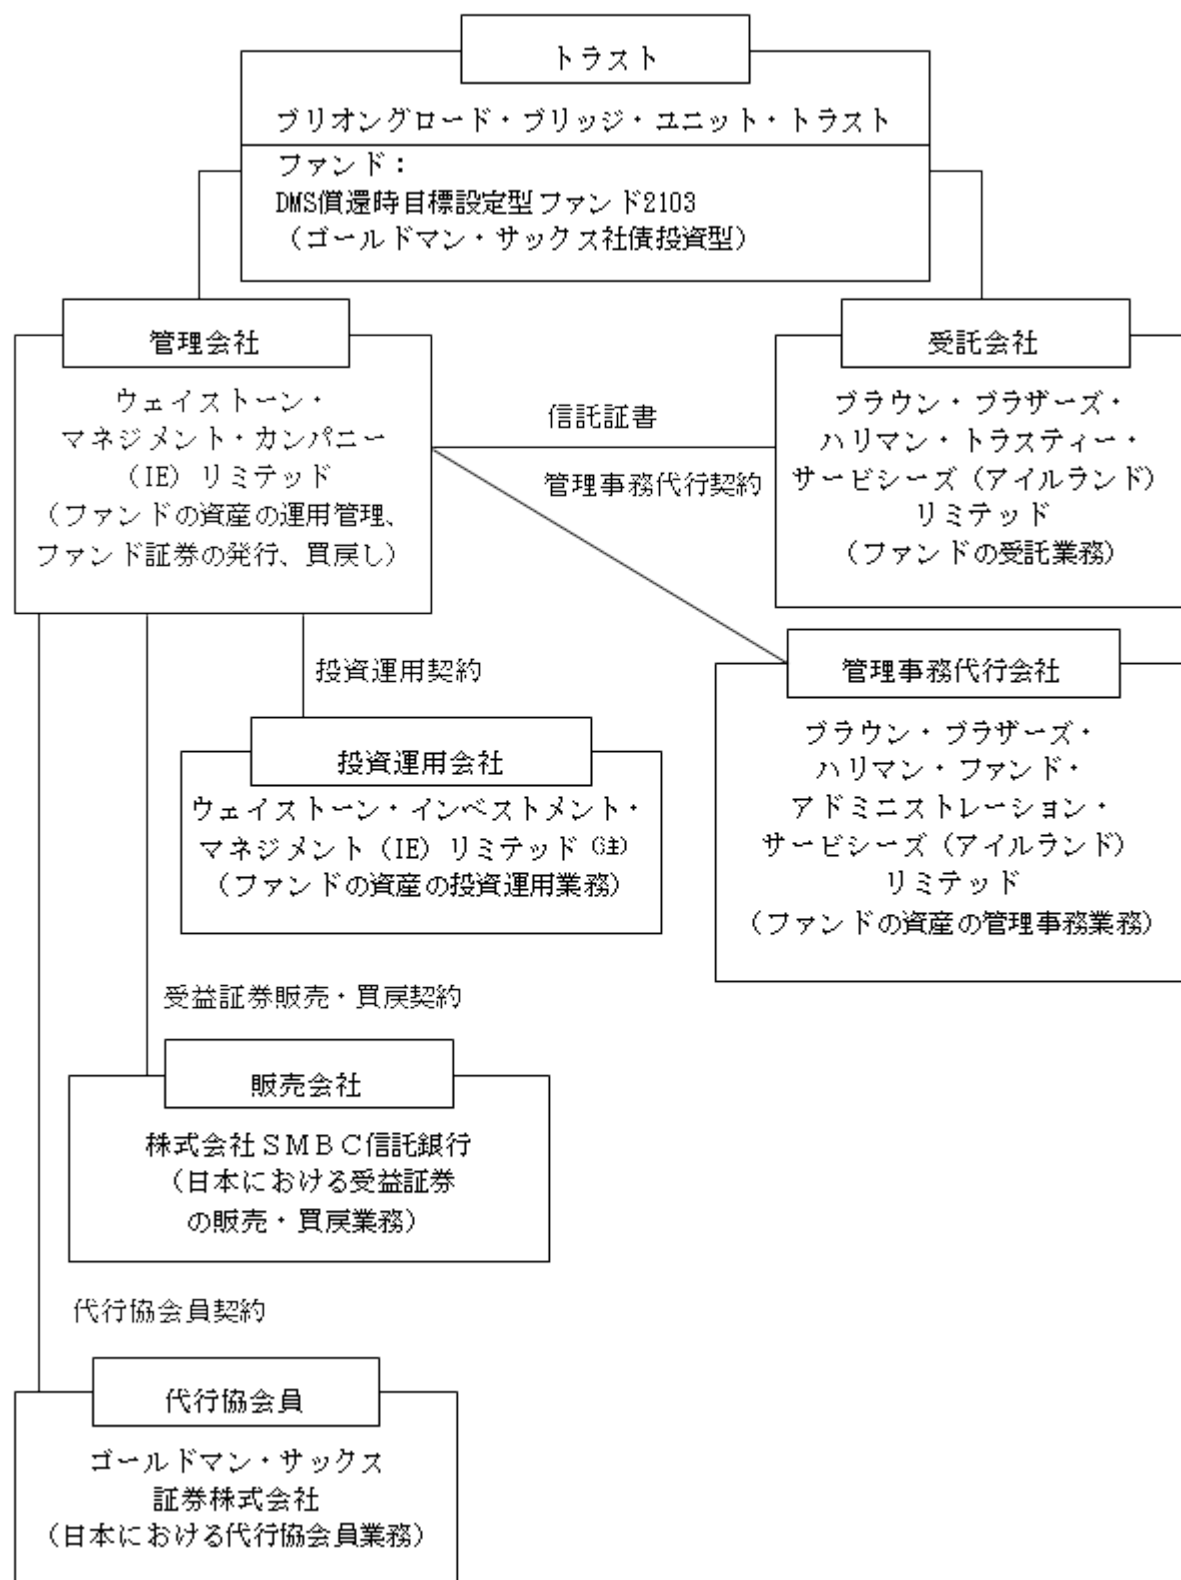 トラスト
ブリオングロード・ブリッジ・ユニット・トラスト
ファンド：
DMS償還時目標設定型ファンド2103
（ゴールドマン・サックス社債投資型）
管理会社
ウェイストーン・
マネジメント・カンパニー
（IE）リミテッド
（ファンドの資産の運用管理、
ファンド証券の発行、買戻し）
信託証書
管理事務代行契約
受託会社
ブラウン・ブラザーズ・
ハリマン・トラスティー・
サービシーズ（アイルランド）
リミテッド
（ファンドの受託業務）
投資運用契約
投資運用会社
ウェイストーン・インベストメント・
マネジメント（IE）リミテッド（注）
（ファンドの資産の投資運用業務）
管理事務代行会社
ブラウン・ブラザーズ・
ハリマン・ファンド・
アドミニストレーション・
サービシーズ（アイルランド）
リミテッド
（ファンドの資産の管理事務業務）
受益証券販売・買戻契約
販売会社
株式会社ＳＭＢＣ信託銀行
（日本における受益証券
の販売・買戻業務）
代行協会員契約
代行協会員
ゴールドマン・サックス
証券株式会社
（日本における代行協会員業務）